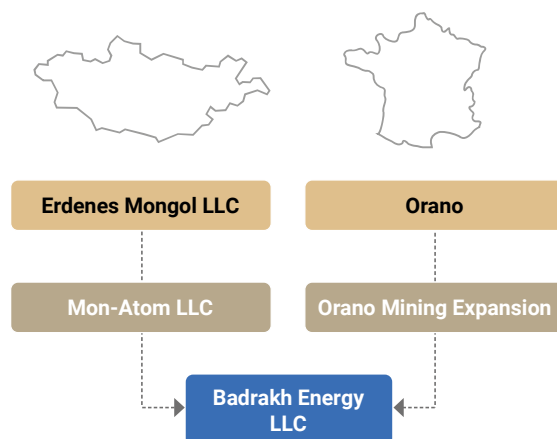 Erdenes Mongol LLC
Orano
Mon-Atom LLC
Orano Mining Expansion
Badrakh Energy
LLC